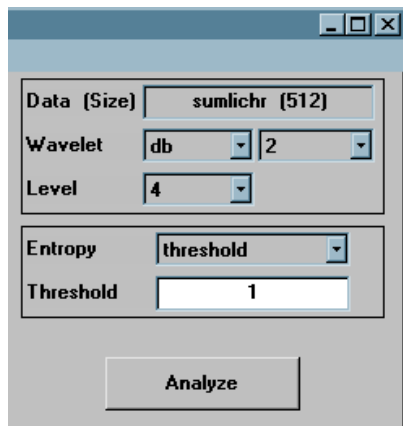 Data (Size) sumlichr (512)
Wavelet db 2
Level 4
Entropy threshold
Threshold 1
Analyze